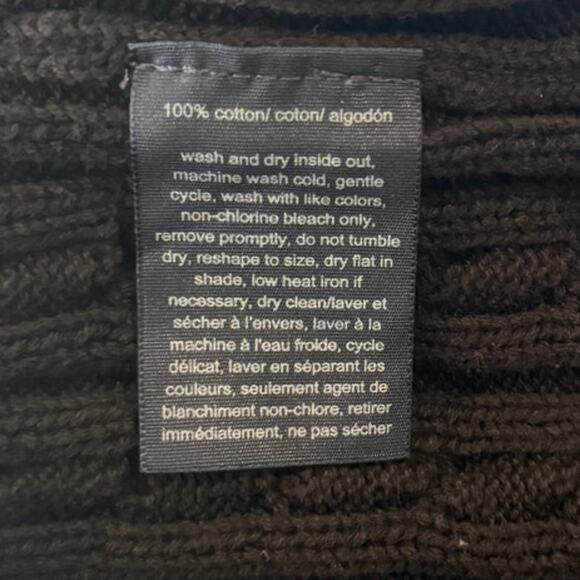 100% cotton/ coton/ algodón
wash and dry inside out,
machine wash cold, gentle
cycle, wash with like colors,
non-chlorine bleach only,
remove promptly, do not tumble
dry, reshape to size, dry flat in
shade, low heat iron if
necessary, dry clean/laver et
sécher à l'envers, laver à la
machine à l'eau froide, cycle
délicat, laver en séparant les
couleurs, seulement agent de
blanchiment non-chlore, retirer
immédiatement, ne pas sécher